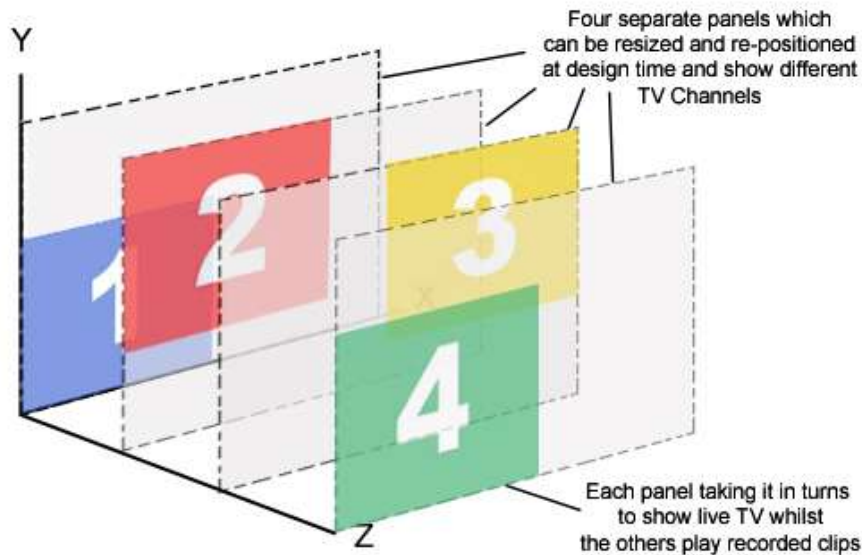 Four separate panels which
can be resized and re-positioned
at design time and show different
TV Channels
Y
2
3
1
X
4
Z
Each panel taking it in turns
to show live TV whilst
the others play recorded clips